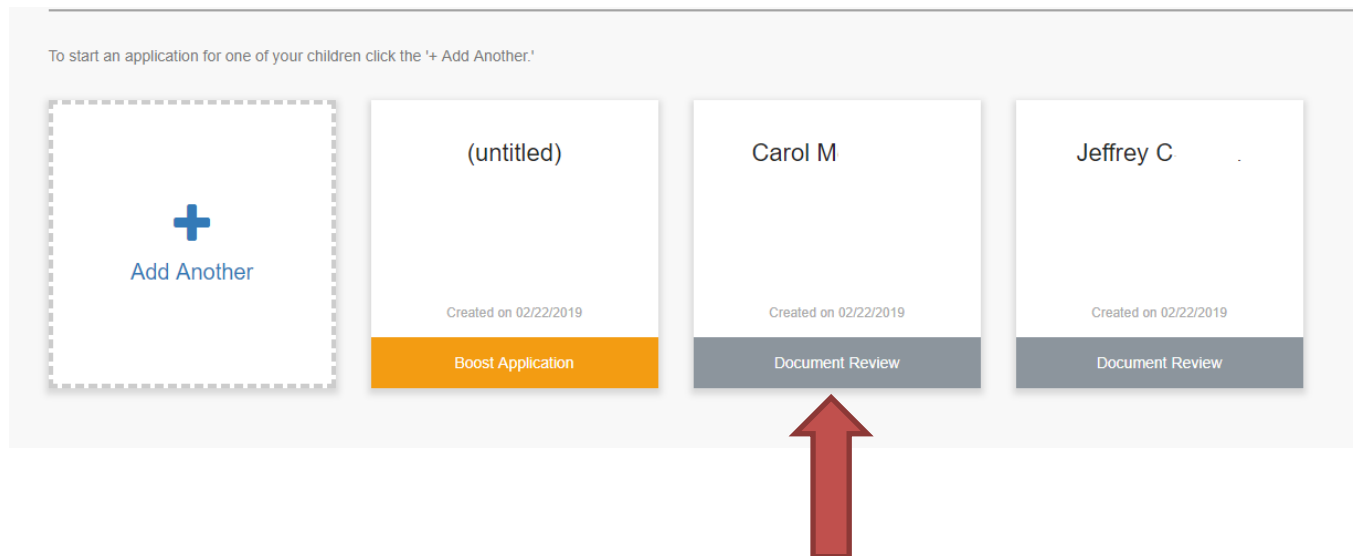 To start an application for one of your children click the '+ Add Another.'
Add Another
(untitled)
Created on 02/22/2019
Boost Application
Carol M
Created on 02/22/2019
Document Review
Jeffrey C
Created on 02/22/2019
Document Review